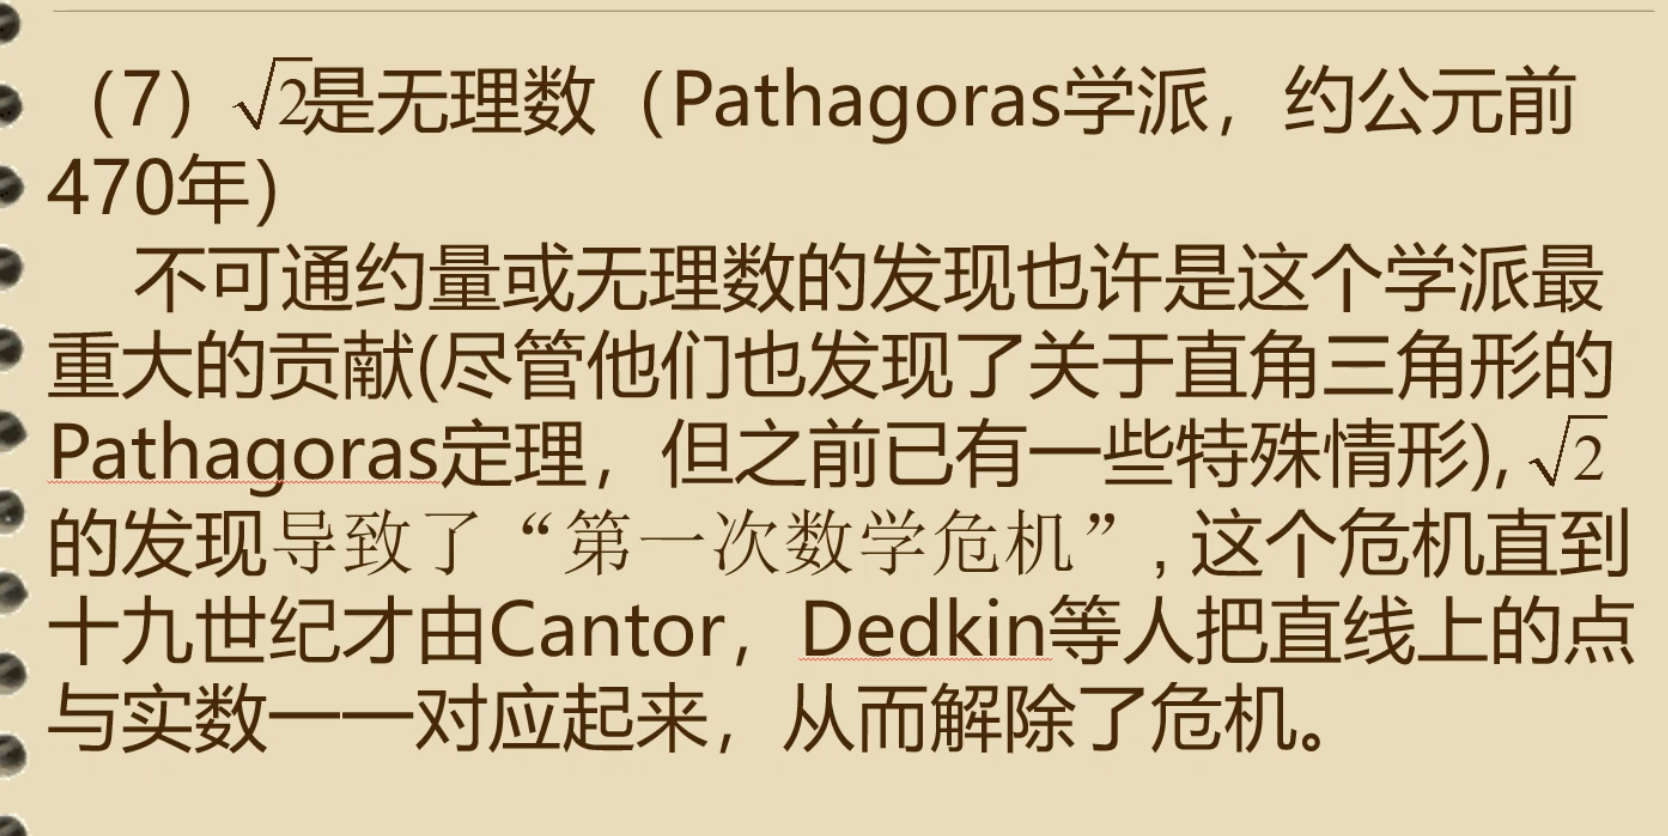 （7）√2是无理数（Pathagoras学派，约公元前
470年）
不可通约量或无理数的发现也许是这个学派最
重大的贡献(尽管他们也发现了关于直角三角形的
Pathagoras定理，但之前已有一些特殊情形), √2
的发现导致了“第一次数学危机”, 这个危机直到
十九世纪才由Cantor，Dedkin等人把直线上的点
与实数一一对应起来，从而解除了危机。